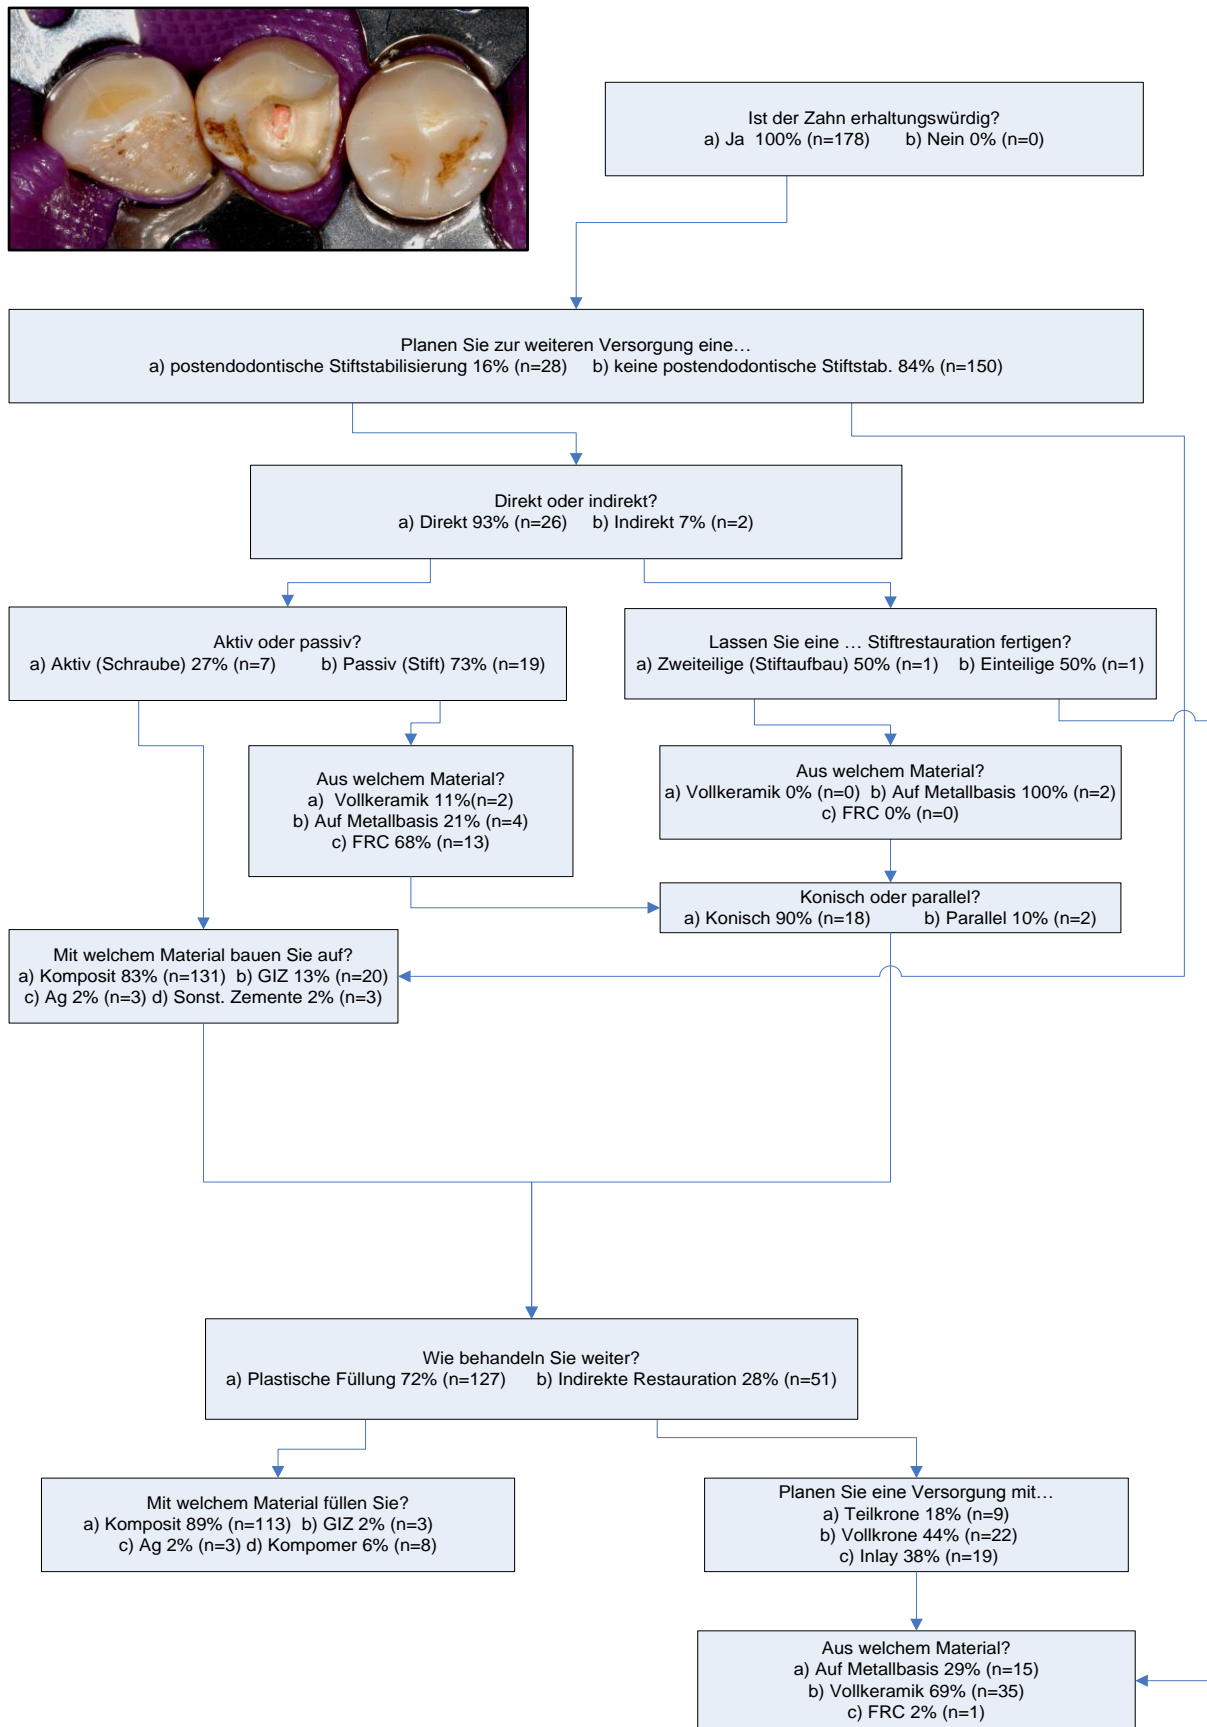 Ist der Zahn erhaltungswürdig?
a) Ja 100% (n=178) b) Nein 0% (n=0)
Planen Sie zur weiteren Versorgung eine…
a) postendodontische Stiftstabilisierung 16% (n=28) b) keine postendodontische Stiftstab. 84% (n=150)
Direkt oder indirekt?
a) Direkt 93% (n=26) b) Indirekt 7% (n=2)
Aktiv oder passiv?
a) Aktiv (Schraube) 27% (n=7) b) Passiv (Stift) 73% (n=19)
Lassen Sie eine … Stiftrestauration fertigen?
a) Zweiteilige (Stiftaufbau) 50% (n=1) b) Einteilige 50% (n=1)
Aus welchem Material?
a) Vollkeramik 11%(n=2)
b) Auf Metallbasis 21% (n=4)
c) FRC 68% (n=13)
Aus welchem Material?
a) Vollkeramik 0% (n=0) b) Auf Metallbasis 100% (n=2)
c) FRC 0% (n=0)
Konisch oder parallel?
a) Konisch 90% (n=18) b) Parallel 10% (n=2)
Mit welchem Material bauen Sie auf?
a) Komposit 83% (n=131) b) GIZ 13% (n=20)
c) Ag 2% (n=3) d) Sonst. Zemente 2% (n=3)
Wie behandeln Sie weiter?
a) Plastische Füllung 72% (n=127) b) Indirekte Restauration 28% (n=51)
Mit welchem Material füllen Sie?
a) Komposit 89% (n=113) b) GIZ 2% (n=3)
c) Ag 2% (n=3) d) Kompomer 6% (n=8)
Planen Sie eine Versorgung mit…
a) Teilkrone 18% (n=9)
b) Vollkrone 44% (n=22)
c) Inlay 38% (n=19)
Aus welchem Material?
a) Auf Metallbasis 29% (n=15)
b) Vollkeramik 69% (n=35)
c) FRC 2% (n=1)